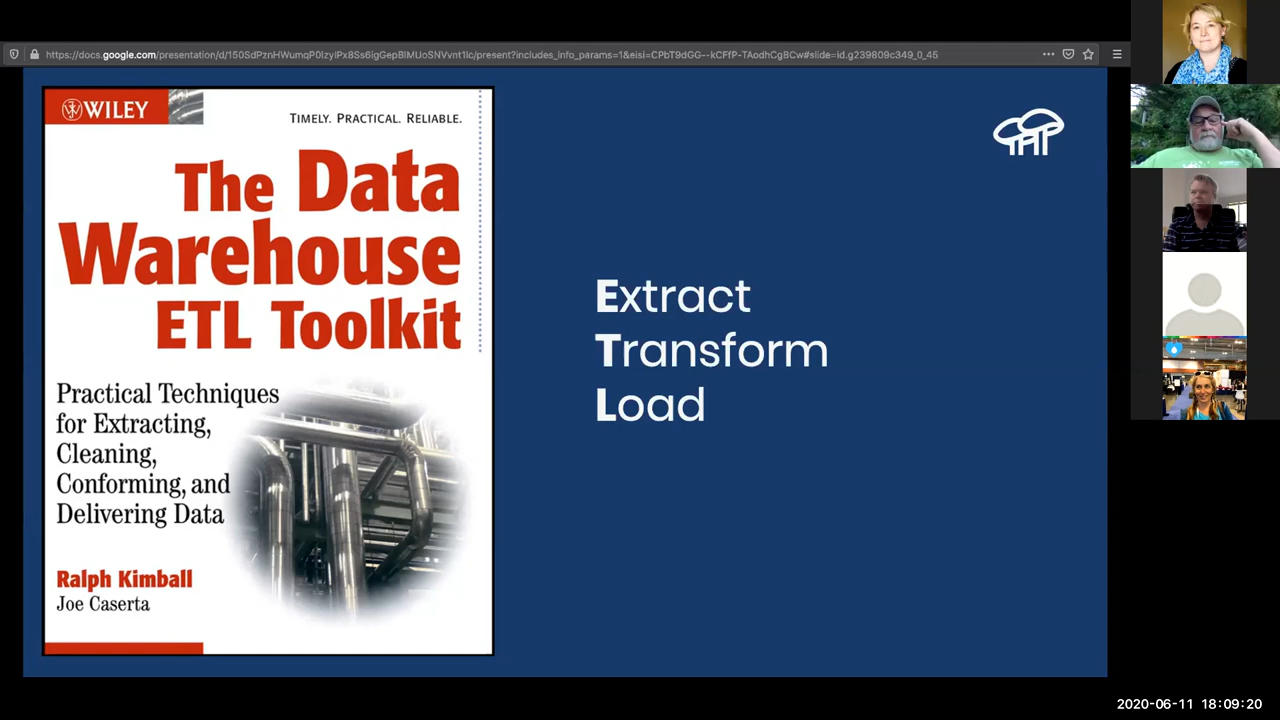 https://docs.google.com/presentation/d/150SdPznHWumqP0IzyIPx8Ss6igGepBlMUoSNVvnt1lc/present?includes_info_params=1&eisi=CPbT9dGG--kCFfP-TAodhCgBCw#slide=id.g239809c349_0_45
WILEY
TIMELY. PRACTICAL. RELIABLE.
The Data
Warehouse
ETL Toolkit
Practical Techniques
for Extracting,
Cleaning,
Conforming, and
Delivering Data
Ralph Kimball
Joe Caserta
Extract
Transform
Load
2020-06-11 18:09:20